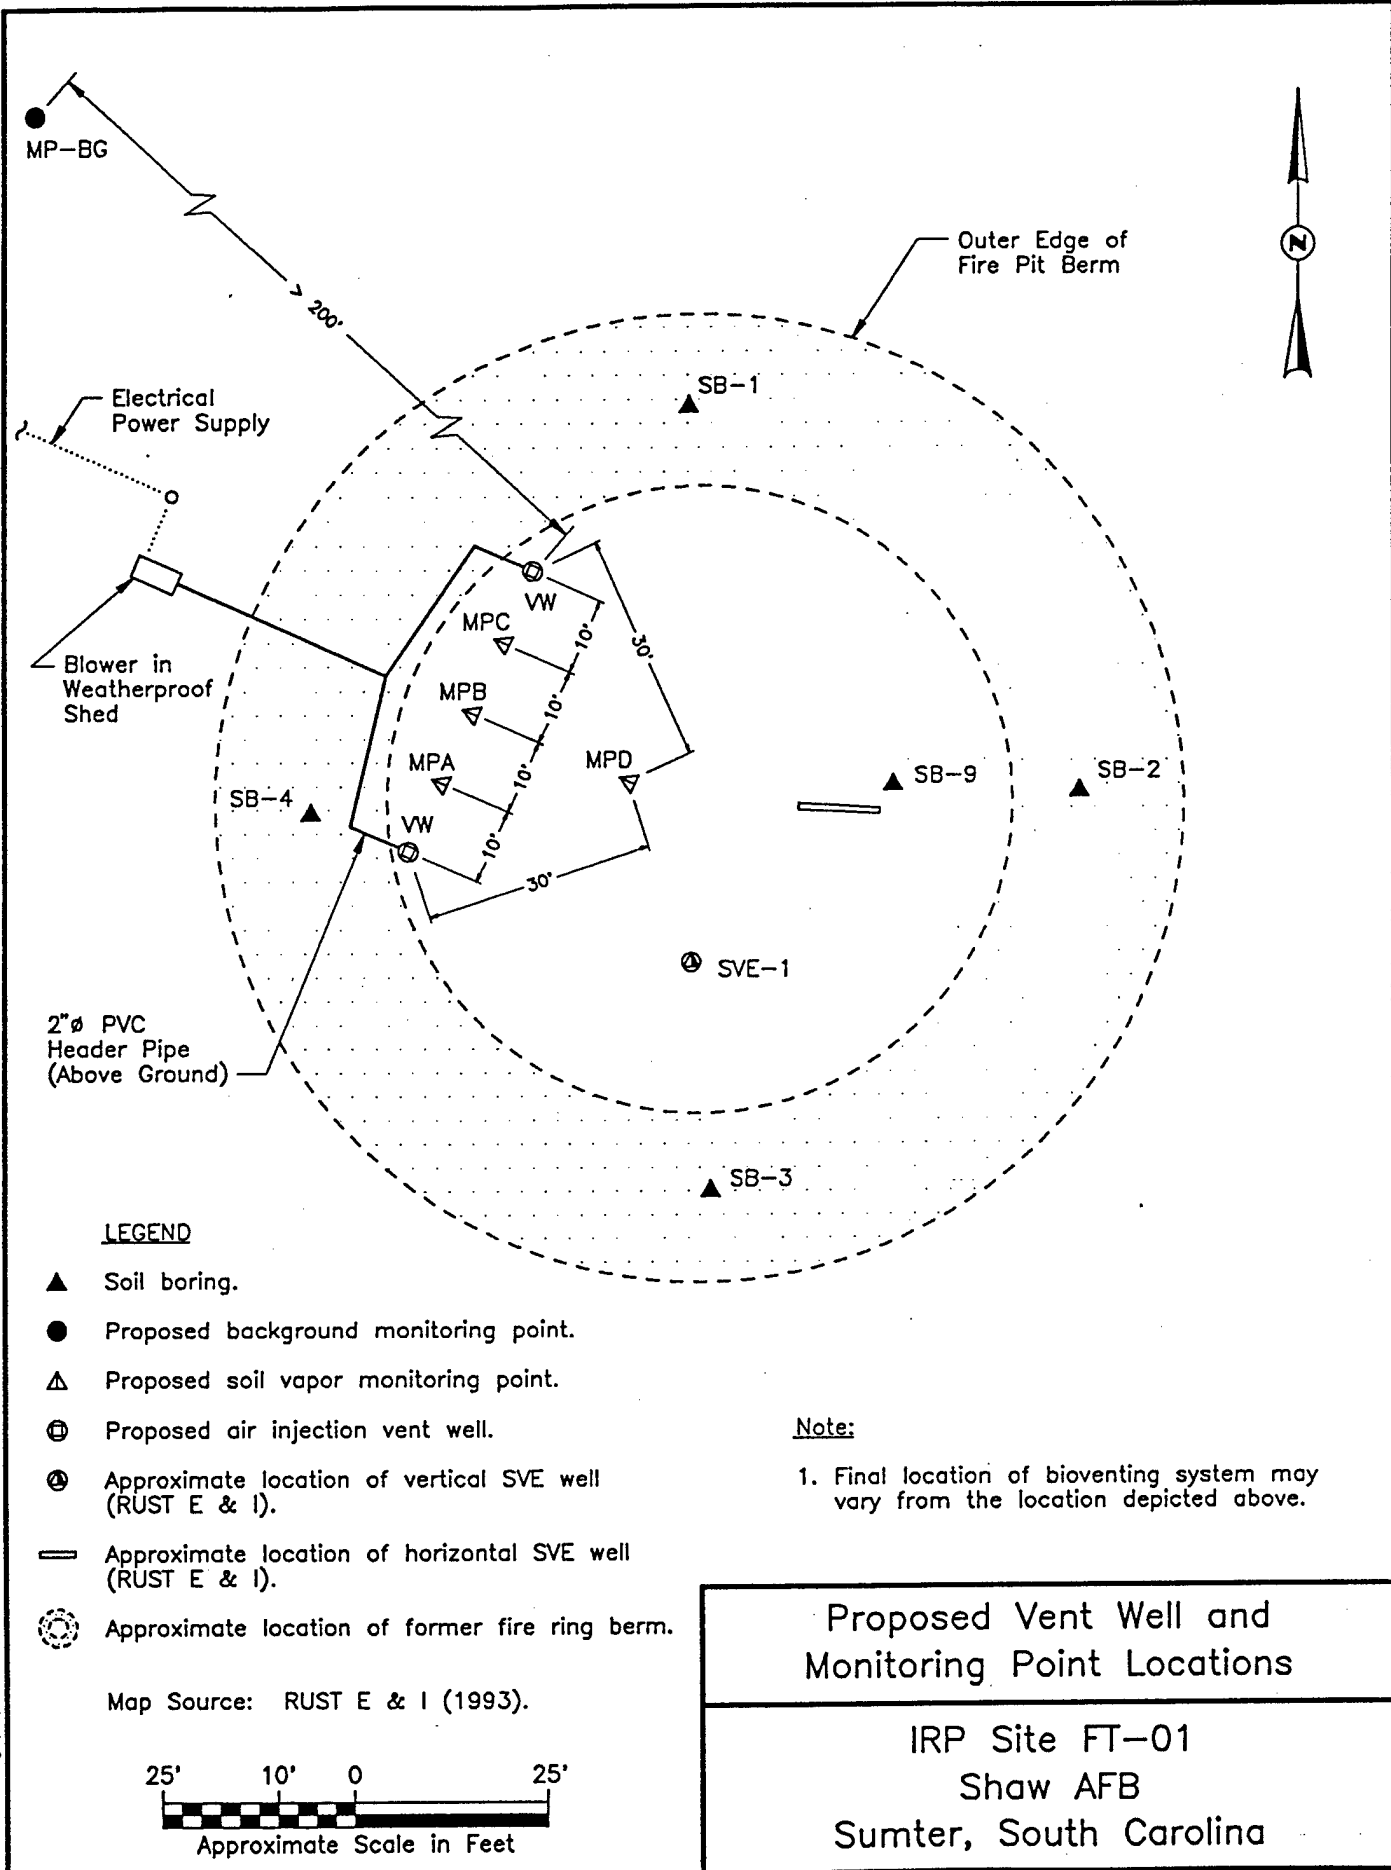 MP-BG
N
Outer Edge of
Fire Pit Berm
> 200'
SB-1
Electrical
Power Supply
VW
MPC
10'
30'
Blower in
Weatherproof
Shed
MPB
10'
MPA
10'
MPD
SB-9
SB-2
SB-4
VW
10'
30'
SVE-1
2"ø PVC
Header Pipe
(Above Ground)
SB-3
LEGEND
Soil boring.
Proposed background monitoring point.
Proposed soil vapor monitoring point.
Proposed air injection vent well.
Approximate location of vertical SVE well
(RUST E & I).
Approximate location of horizontal SVE well
(RUST E & I).
Approximate location of former fire ring berm.
Map Source: RUST E & I (1993).
25' 10' 0 25'
Approximate Scale in Feet
Note:
1. Final location of bioventing system may
vary from the location depicted above.
Proposed Vent Well and
Monitoring Point Locations
IRP Site FT-01
Shaw AFB
Sumter, South Carolina